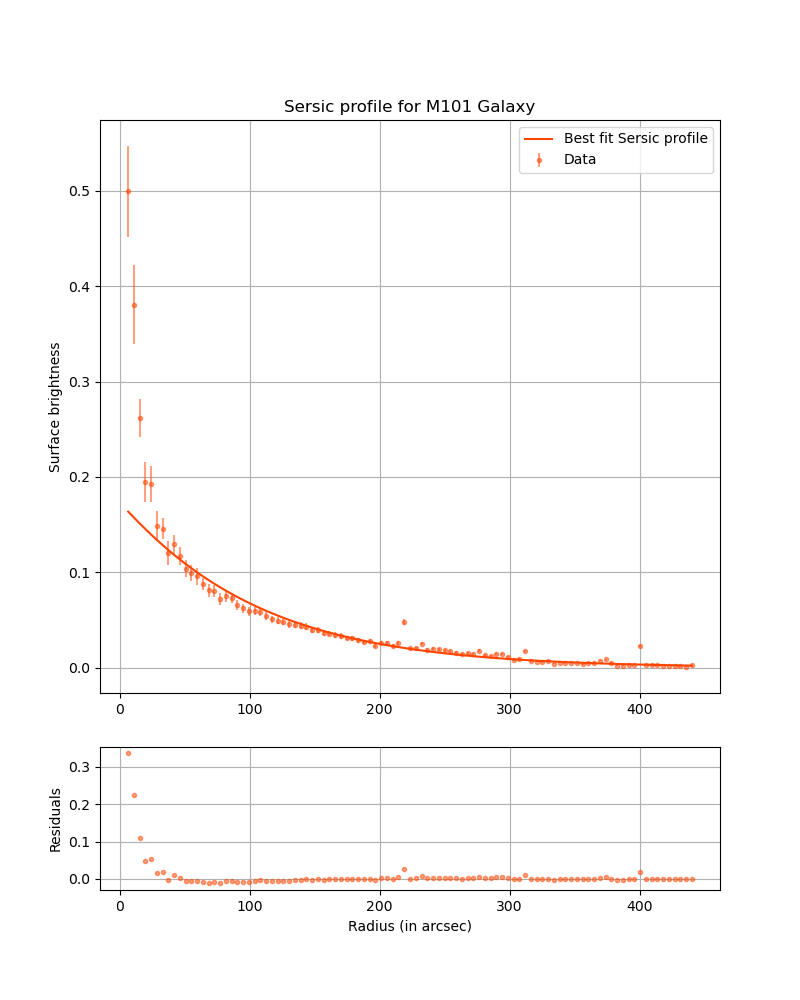 Sersic profile for M101 Galaxy
Best fit Sersic profile
Data
Surface brightness
0.5
0.4
0.3
0.2
0.1
0.0
0 100 200 300 400
Residuals
0.3
0.2
0.1
0.0
0 100 200 300 400
Radius (in arcsec)